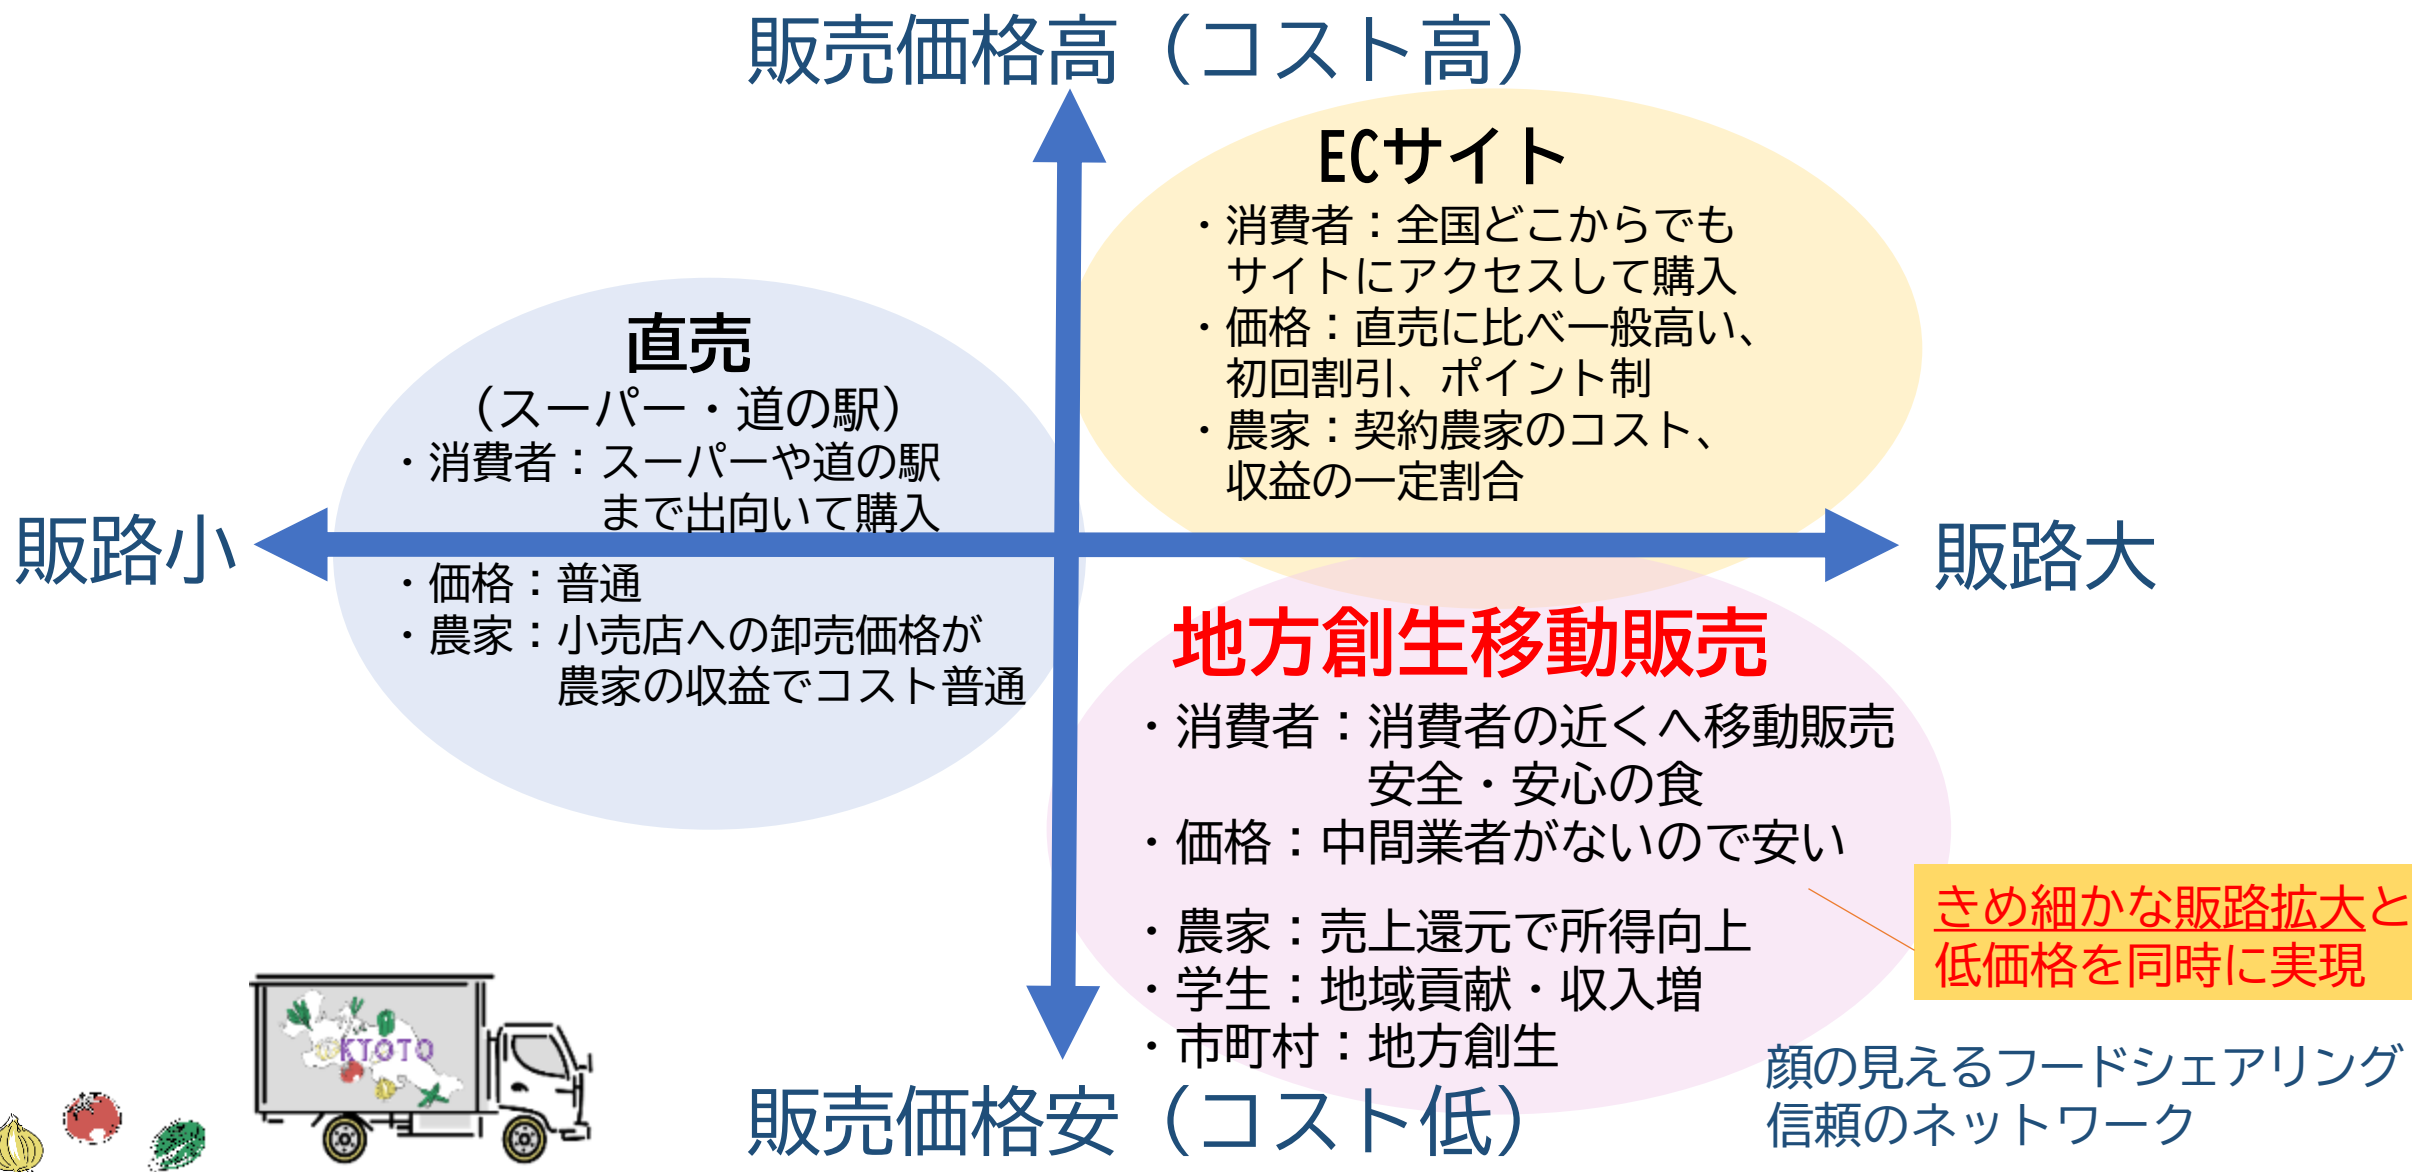 販売価格高（コスト高）
ECサイト
・消費者：全国どこからでも
サイトにアクセスして購入
・価格：直売に比べ一般高い、
初回割引、ポイント制
・農家：契約農家のコスト、
収益の一定割合
直売
（スーパー・道の駅）
・消費者：スーパーや道の駅
まで出向いて購入
・価格：普通
・農家：小売店への卸売価格が
農家の収益でコスト普通
販路小
販路大
地方創生移動販売
・消費者：消費者の近くへ移動販売
安全・安心の食
・価格：中間業者がないので安い
・農家：売上還元で所得向上
・学生：地域貢献・収入増
・市町村：地方創生
きめ細かな販路拡大と
低価格を同時に実現
顔の見えるフードシェアリング
信頼のネットワーク
販売価格安（コスト低）